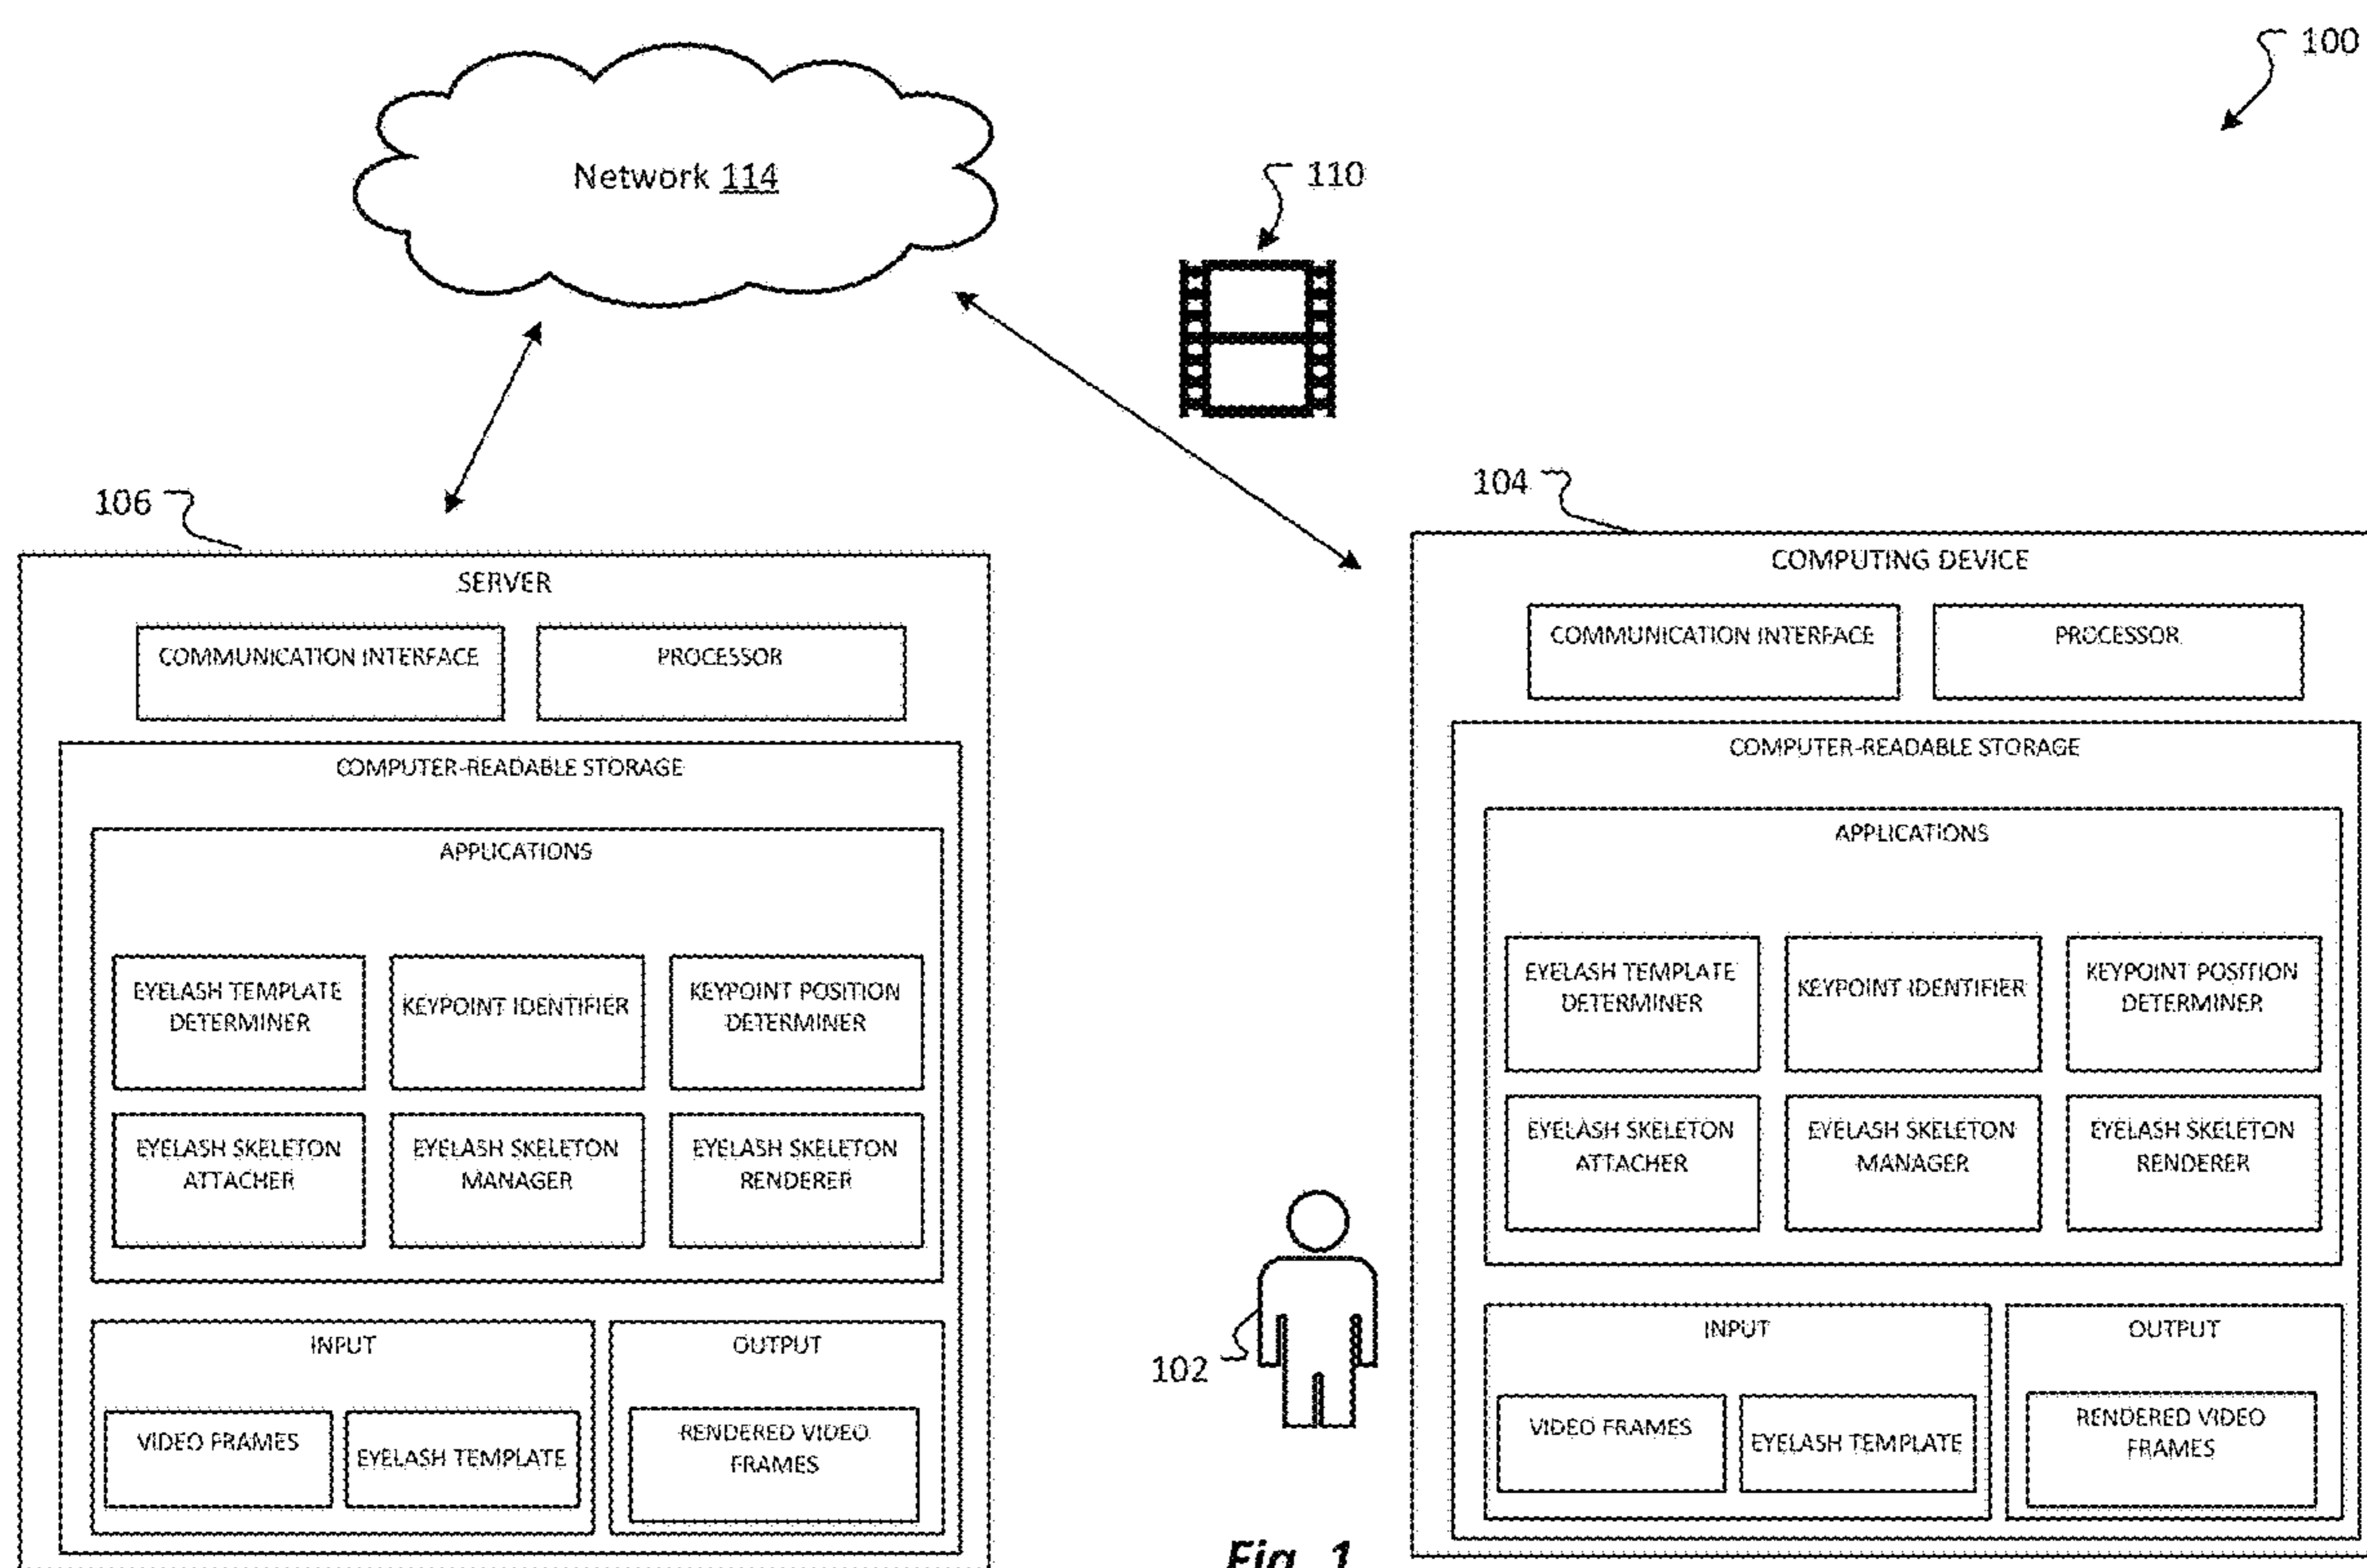 100
Network 114
110
106
SERVER
COMMUNICATION INTERFACE
PROCESSOR
COMPUTER-READABLE STORAGE
APPLICATIONS
EYELASH TEMPLATE
DETERMINER
KEYPOINT IDENTIFIER
KEYPOINT POSITION
DETERMINER
EYELASH SKELETON
ATTACHER
EYELASH SKELETON
MANAGER
EYELASH SKELETON
RENDERER
INPUT
VIDEO FRAMES
EYELASH TEMPLATE
OUTPUT
RENDERED VIDEO
FRAMES
104
COMPUTING DEVICE
COMMUNICATION INTERFACE
PROCESSOR
COMPUTER-READABLE STORAGE
APPLICATIONS
EYELASH TEMPLATE
DETERMINER
KEYPOINT IDENTIFIER
KEYPOINT POSITION
DETERMINER
EYELASH SKELETON
ATTACHER
EYELASH SKELETON
MANAGER
EYELASH SKELETON
RENDERER
INPUT
VIDEO FRAMES
EYELASH TEMPLATE
OUTPUT
RENDERED VIDEO
FRAMES
102
Fig. 1